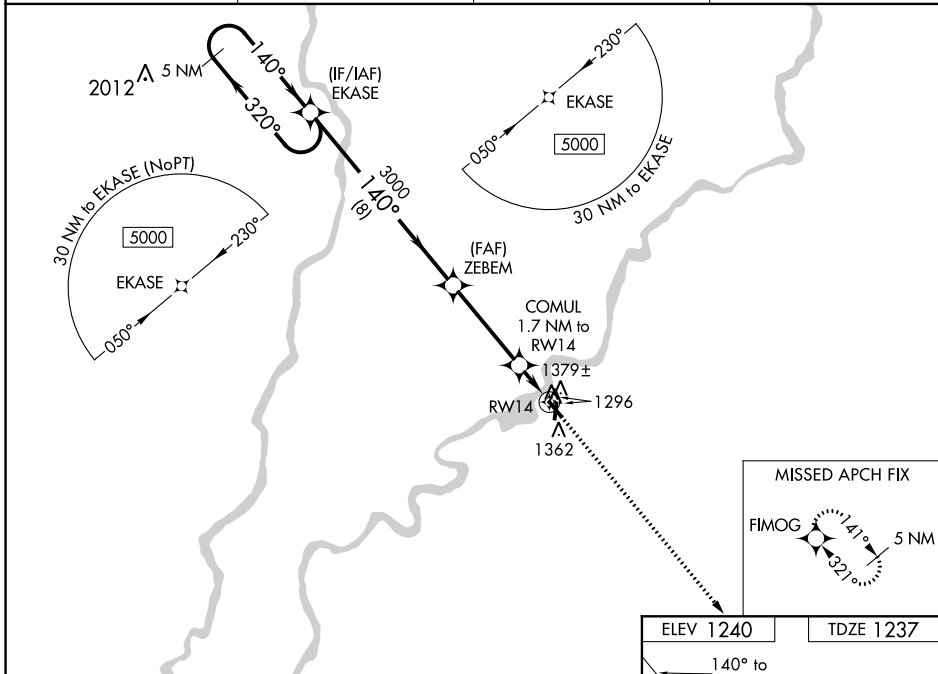 2012
5 NM
140°
320°
(IF/IAF)
EKASE
230°
EKASE
5000
050°
30 NM to EKASE
30 NM to EKASE (NoPT)
5000
230°
EKASE
050°
3000
140°
(8)
(FAF)
ZEBEM
COMUL
1.7 NM to
RW14
1379±
RW14
1296
1362
MISSED APCH FIX
FIMOG
141°
321°
5 NM
ELEV 1240
TDZE 1237
140° to